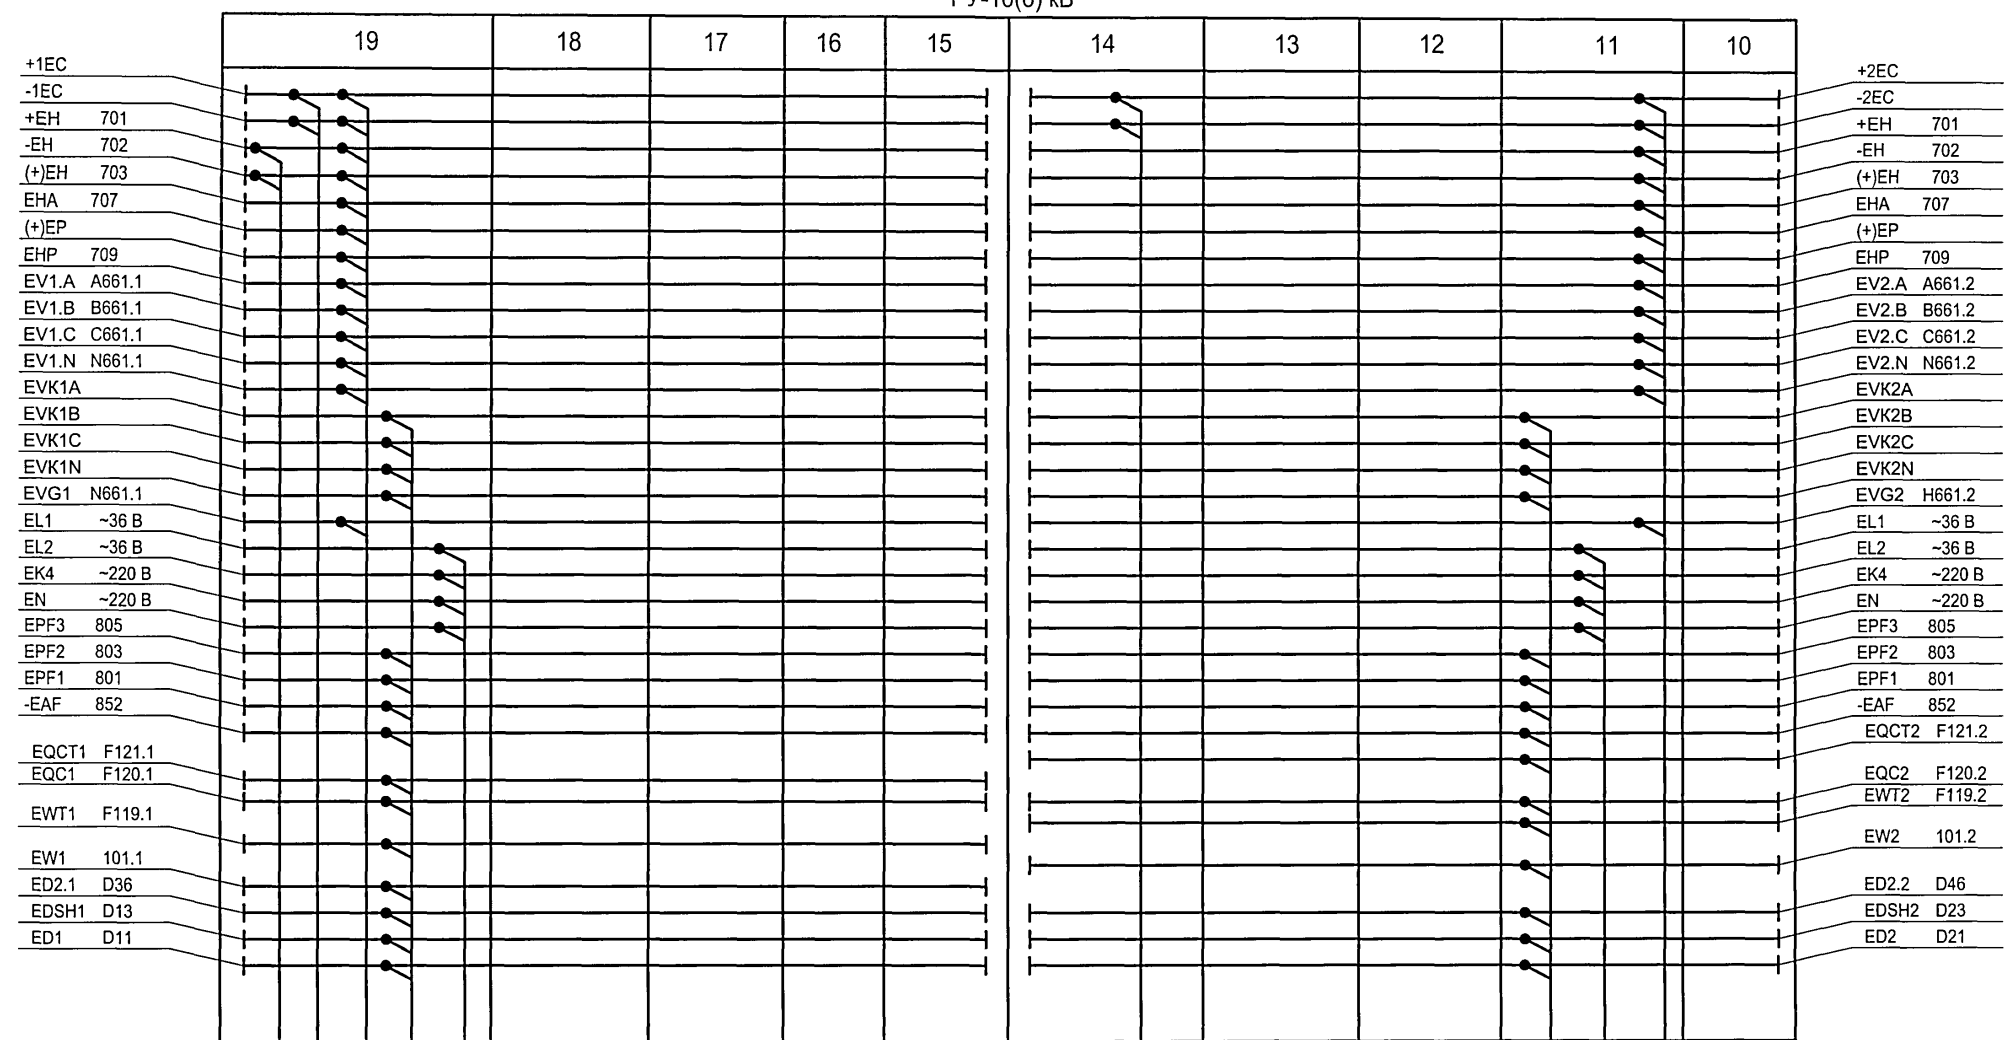 РУ-10(6) кВ
19 18 17 16 15 14 13 12 11 10
+1EC
-1EC
+EH 701
-EH 702
(+)EH 703
EHA 707
(+)EP
EHP 709
EV1.A A661.1
EV1.B B661.1
EV1.C C661.1
EV1.N N661.1
EVK1A
EVK1B
EVK1C
EVK1N
EVG1 N661.1
EL1 ~36 В
EL2 ~36 В
EK4 ~220 В
EN ~220 В
EPF3 805
EPF2 803
EPF1 801
-EAF 852
EQCT1 F121.1
EQC1 F120.1
EWT1 F119.1
EW1 101.1
ED2.1 D36
EDSH1 D13
ED1 D11
+2EC
-2EC
+EH 701
-EH 702
(+)EH 703
EHA 707
(+)EP
EHP 709
EV2.A A661.2
EV2.B B661.2
EV2.C C661.2
EV2.N N661.2
EVK2A
EVK2B
EVK2C
EVK2N
EVG2 H661.2
EL1 ~36 В
EL2 ~36 В
EK4 ~220 В
EN ~220 В
EPF3 805
EPF2 803
EPF1 801
-EAF 852
EQCT2 F121.2
EQC2 F120.2
EWT2 F119.2
EW2 101.2
ED2.2 D46
EDSH2 D23
ED2 D21